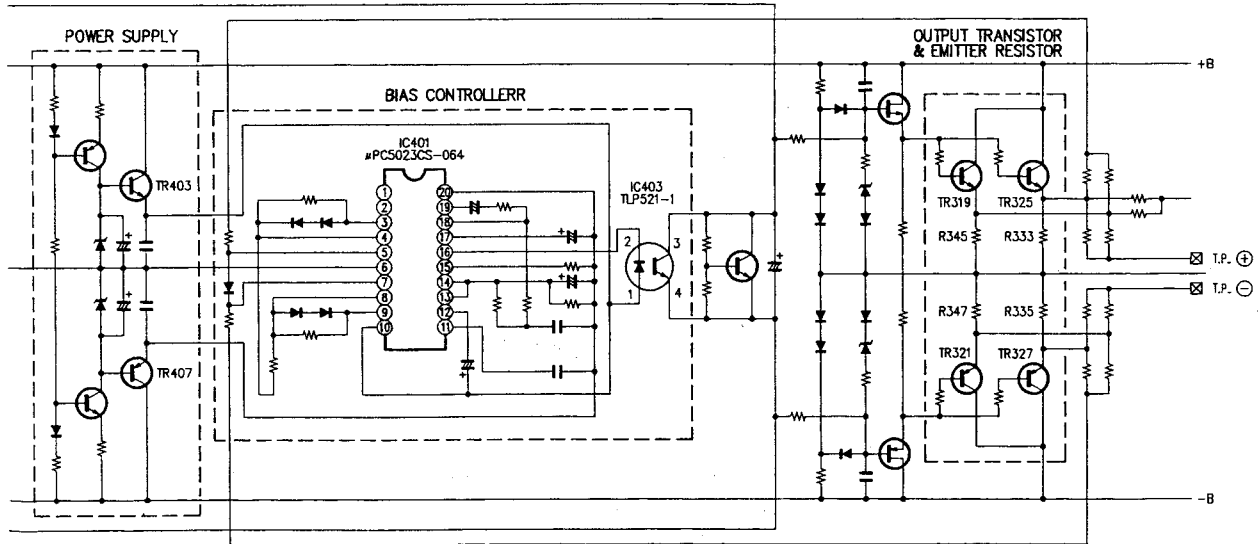 POWER SUPPLY
OUTPUT TRANSISTOR
& EMITTER RESISTOR
+B
BIAS CONTROLLERR
IC401
μPC5023CS-064
IC403
TLP521-1
TR403
TR407
1
2
3
4
5
6
7
8
9
10
20
19
18
17
16
15
14
13
12
11
+
+
+
+
+
2
3
1
4
+
TR319
TR325
R345
R333
T.P. +
T.P. −
R347
R335
TR321
TR327
-B